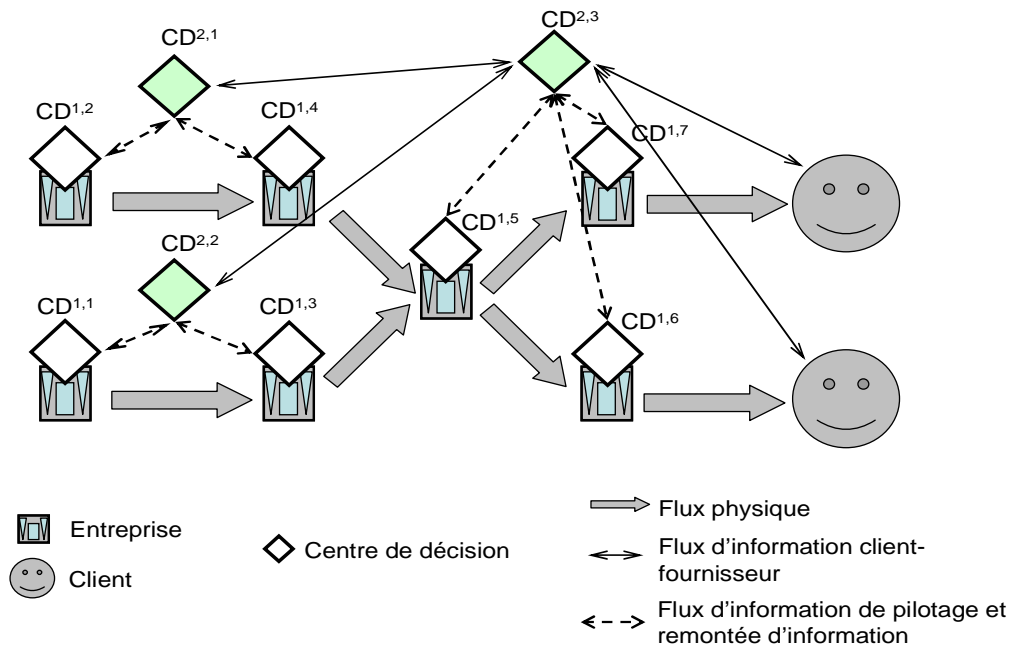 CD2,3
CD2,1
CD1,2
CD1,4
CD1,7
CD1,5
CD2,2
CD1,1
CD1,3
CD1,6
Entreprise
Client
Centre de décision
Flux physique
Flux d'information client-
fournisseur
Flux d'information de pilotage et
remontée d'information